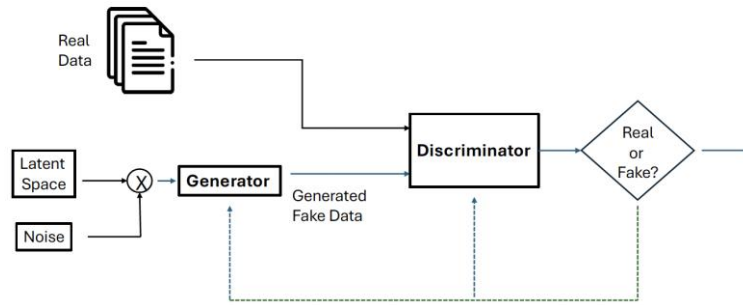 Real
Data
Latent
Space
X
Noise
Generator
Generated
Fake Data
Discriminator
Real
or
Fake?